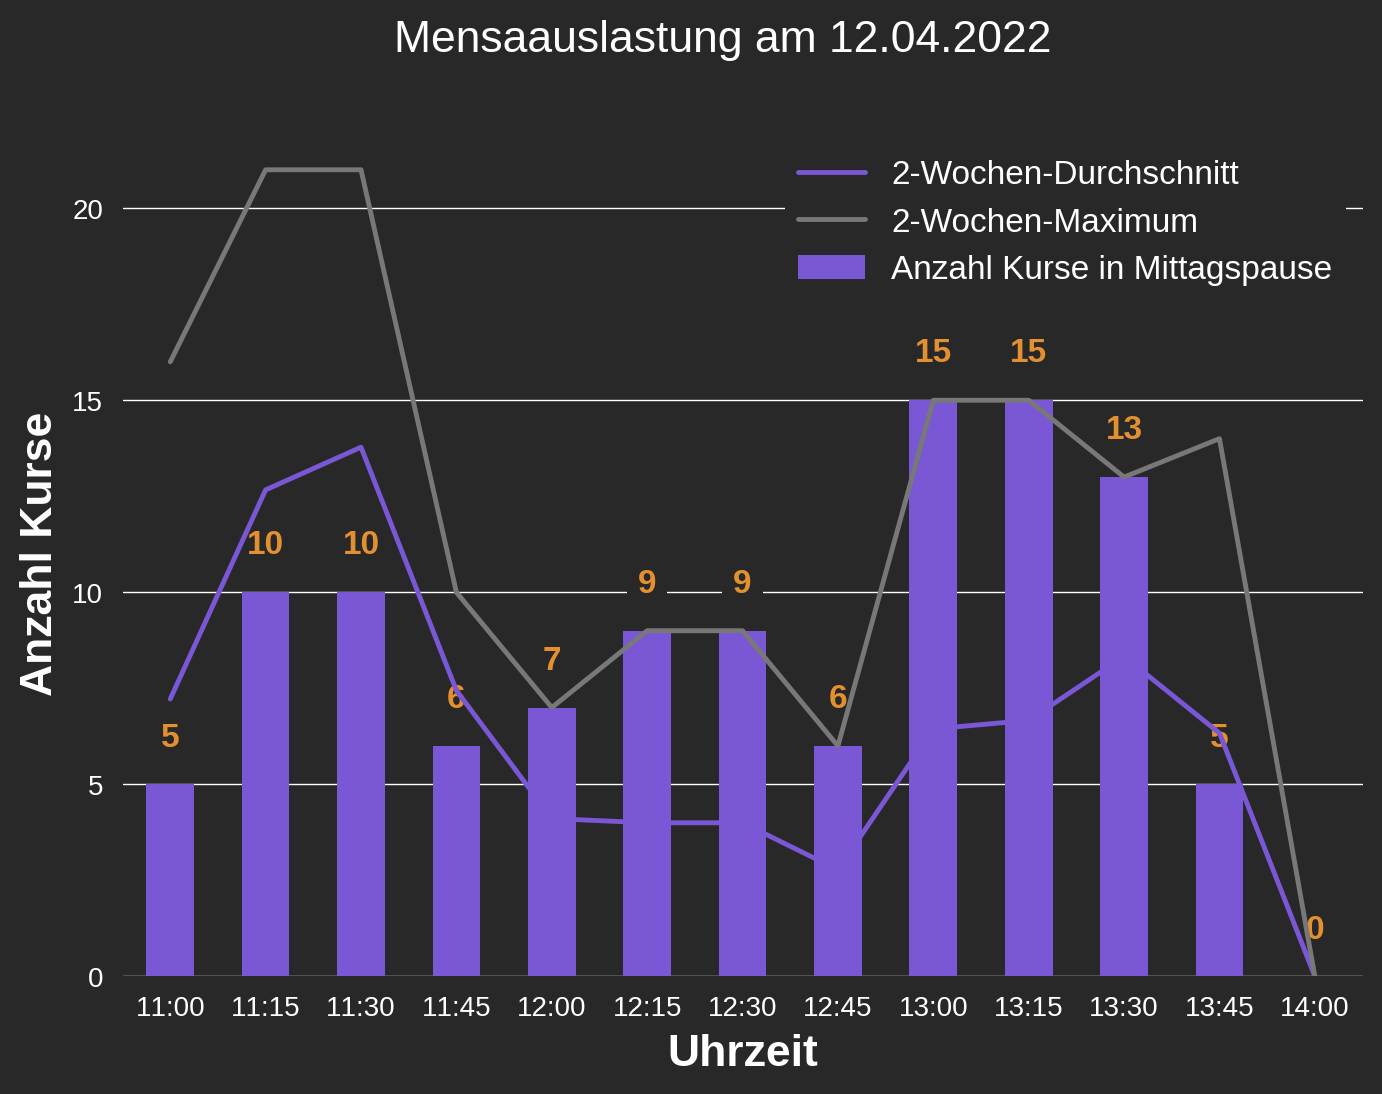 Mensaauslastung am 12.04.2022
2-Wochen-Durchschnitt
2-Wochen-Maximum
Anzahl Kurse in Mittagspause
Anzahl Kurse
20
15
10
5
0
5
10
10
6
7
9
9
6
15
15
13
5
0
11:00 11:15 11:30 11:45 12:00 12:15 12:30 12:45 13:00 13:15 13:30 13:45 14:00
Uhrzeit